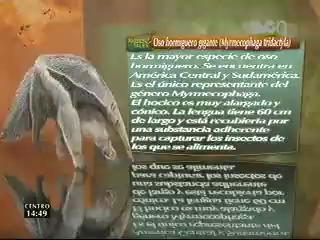 Oso hormiguero gigante (Myrmecophaga tridactyla)
Es la mayor especie de oso
hormiguero. Se encuentra en
América Central y Sudamérica.
Es el único representante del
género Myrmecophaga.
El hocico es muy alargado y
cónico. La lengua tiene 60 cm
de largo y está recubierta por
una substancia adherente
para capturar los insectos de
los que se alimenta.
CENTRO
14:49